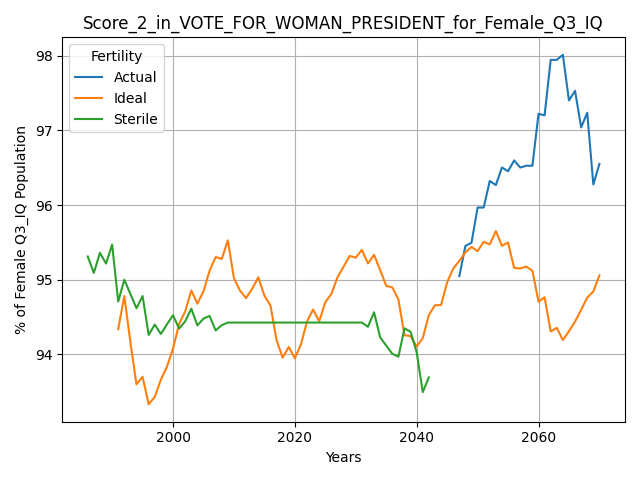 Score_2_in_VOTE_FOR_WOMAN_PRESIDENT_for_Female_Q3_IQ
Fertility
Actual
Ideal
Sterile
% of Female Q3_IQ Population
98
97
96
95
94
2000 2020 2040 2060
Years